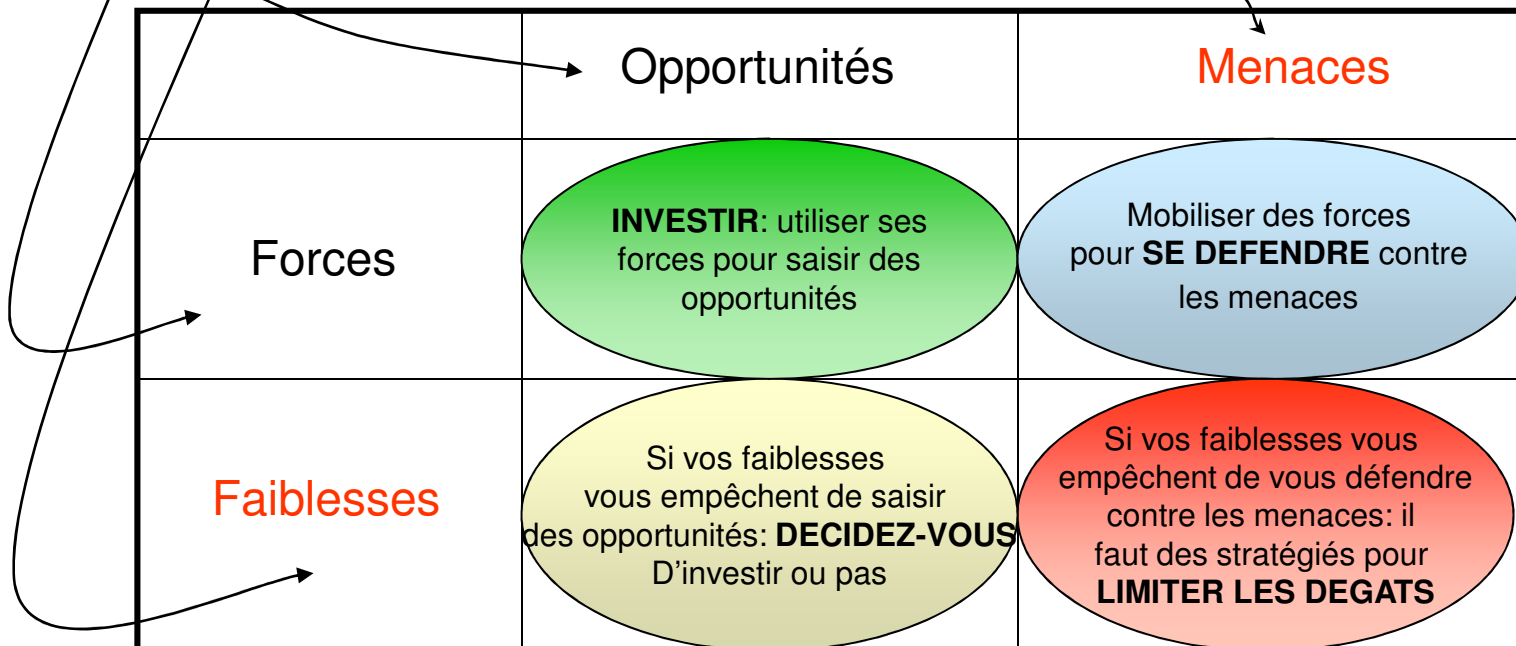 Opportunités
Menaces
Forces
INVESTIR: utiliser ses
forces pour saisir des
opportunités
Mobiliser des forces
pour SE DEFENDRE contre
les menaces
Faiblesses
Si vos faiblesses
vous empêchent de saisir
des opportunités: DECIDEZ-VOUS
D'investir ou pas
Si vos faiblesses vous
empêchent de vous défendre
contre les menaces: il
faut des stratégiés pour
LIMITER LES DEGATS